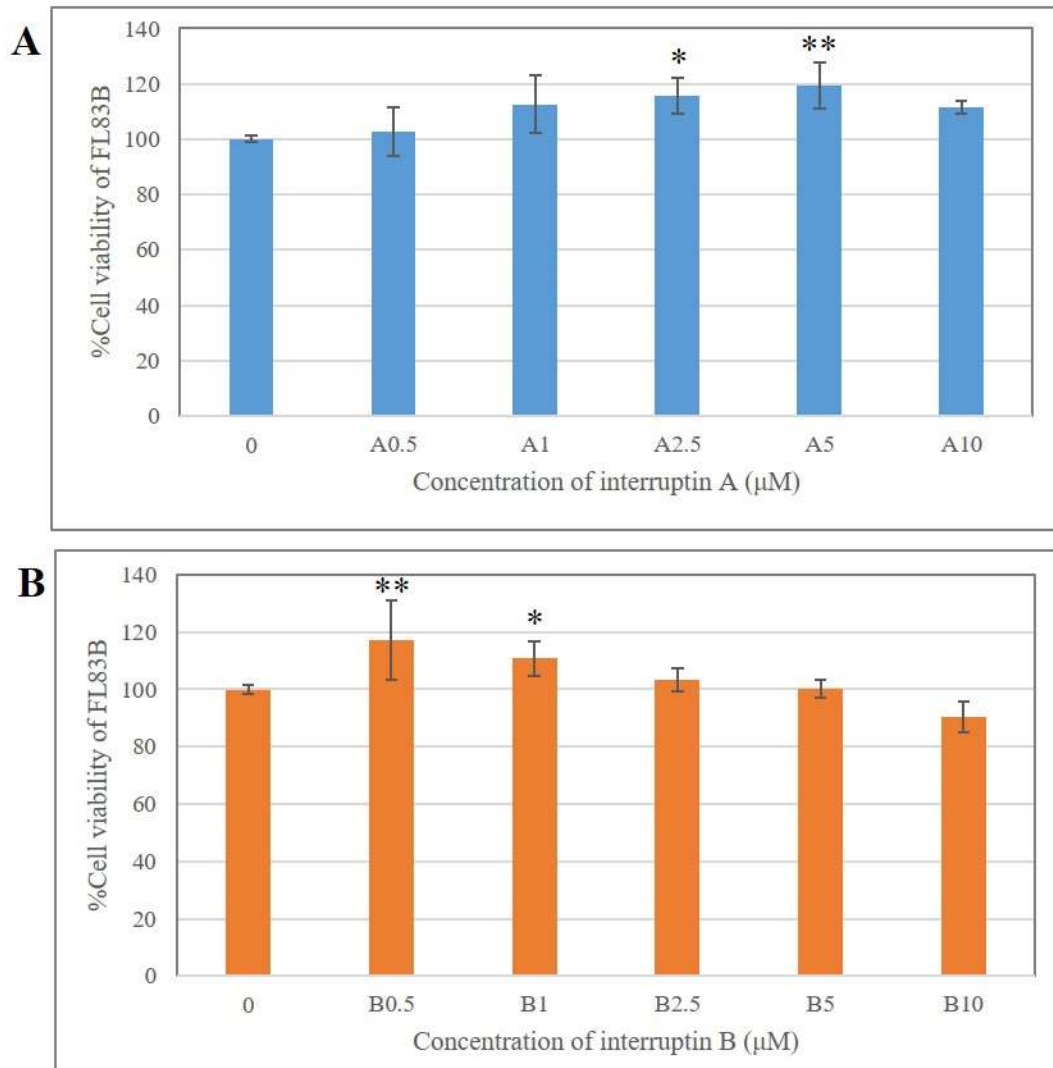 A
%Cell viability of FL83B
140
120
100
80
60
40
20
0
* **
0 A0.5 A1 A2.5 A5 A10
Concentration of interruptin A (μM)
B
%Cell viability of FL83B
140
120
100
80
60
40
20
0
** *
0 B0.5 B1 B2.5 B5 B10
Concentration of interruptin B (μM)